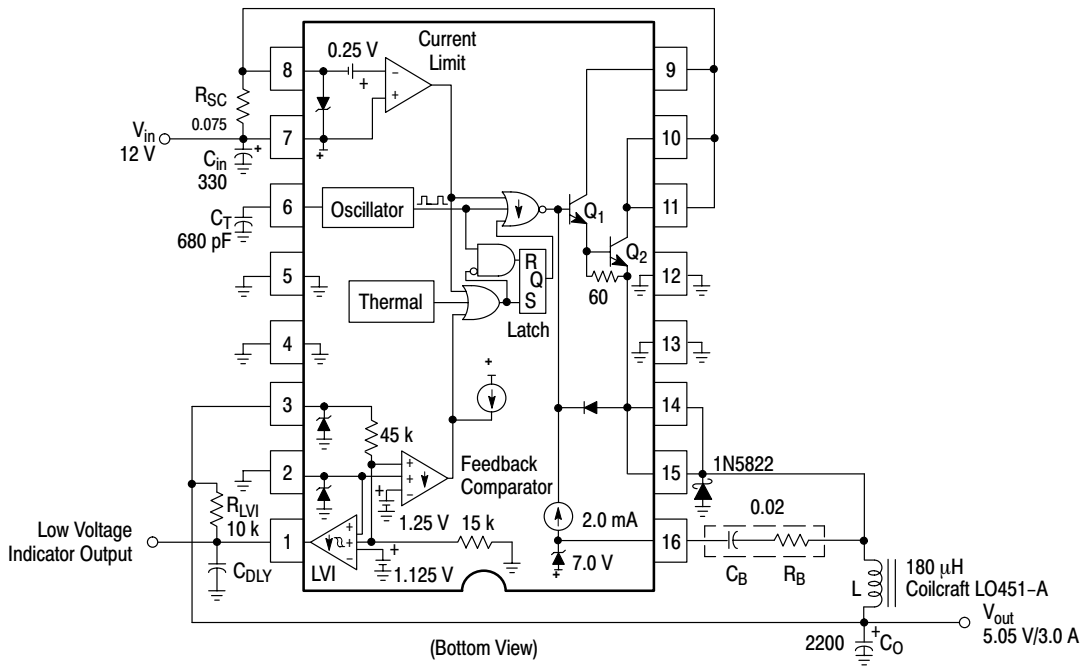 Current
Limit
0.25 V
8
9
R_SC
0.075
V_in
12 V
7
10
C_in
330
6
Oscillator
Q1
11
C_T
680 pF
Q2
5
R
Q
S
12
60
Thermal
Latch
4
13
3
14
45 k
1N5822
2
Feedback
Comparator
15
R_LVI
10 k
0.02
Low Voltage
Indicator Output
1
1.25 V
15 k
2.0 mA
16
C_DLY
LVI
1.125 V
7.0 V
C_B
R_B
L
180 μH
Coilcraft LO451-A
V_out
5.05 V/3.0 A
2200
C_O
(Bottom View)